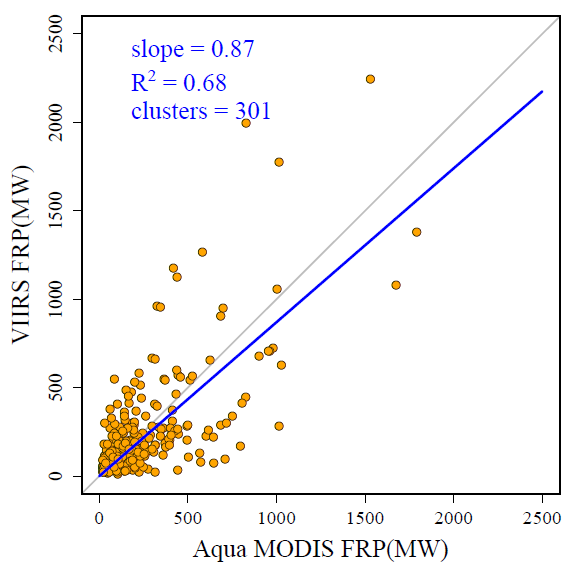 slope = 0.87
R² = 0.68
clusters = 301
VIIRS FRP(MW)
2500
2000
1500
1000
500
0
0 500 1000 1500 2000 2500
Aqua MODIS FRP(MW)